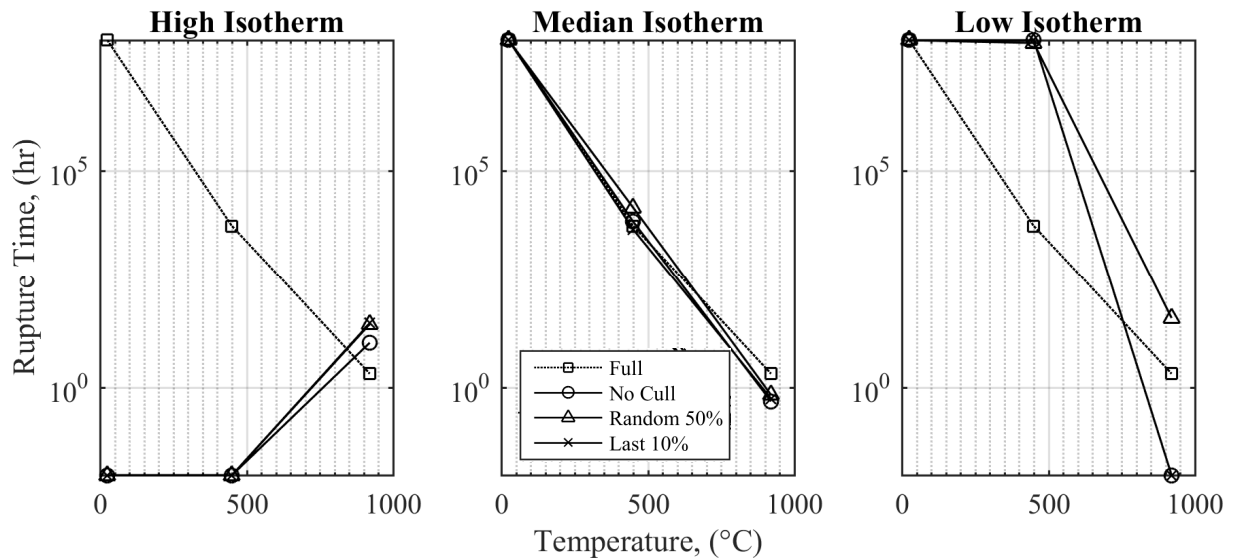 High Isotherm
Median Isotherm
Low Isotherm
Rupture Time, (hr)
10^5
10^0
0
500
1000
10^5
10^0
0
500
1000
Full
No Cull
Random 50%
Last 10%
10^5
10^0
0
500
1000
Temperature, (°C)